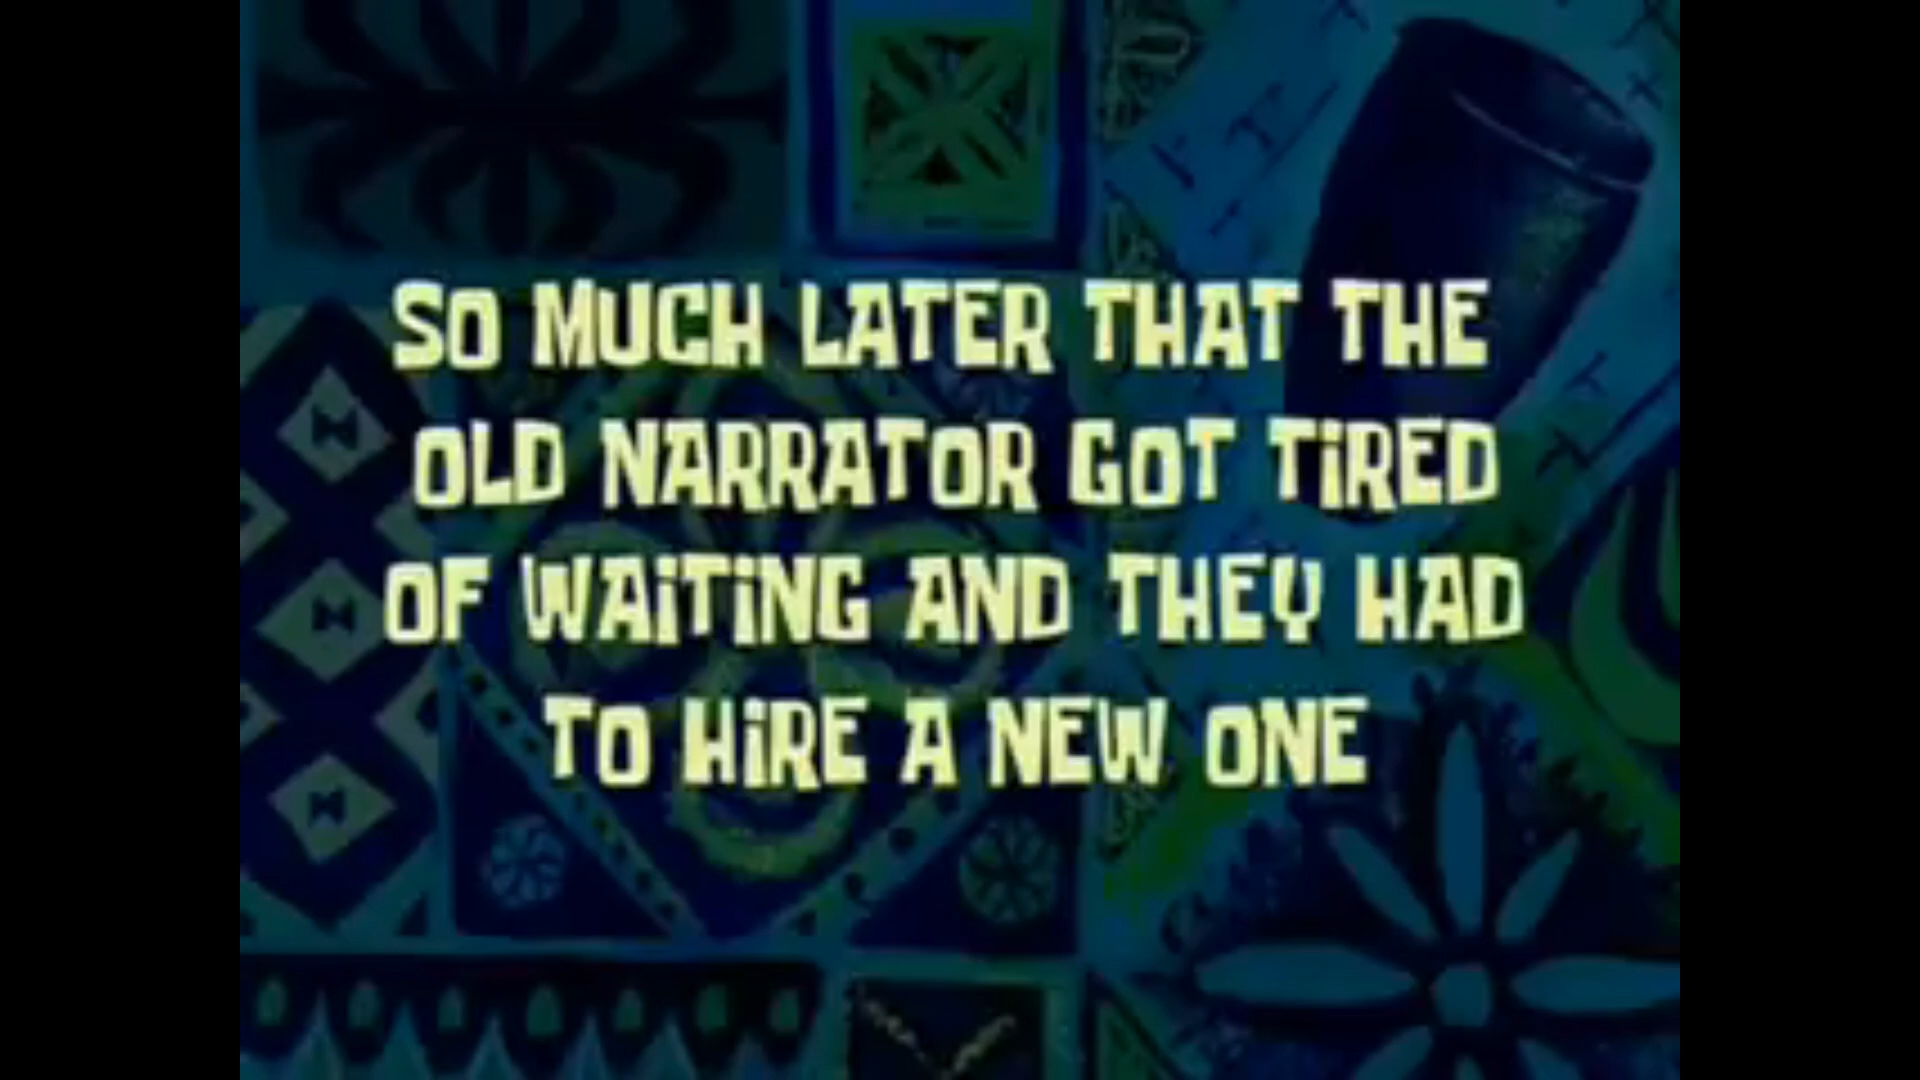 SO MUCH LATER THAT THE
OLD NARRATOR GOT TiRED
OF WAiTiNG AND THEY HAD
TO HiRE A NEW ONE